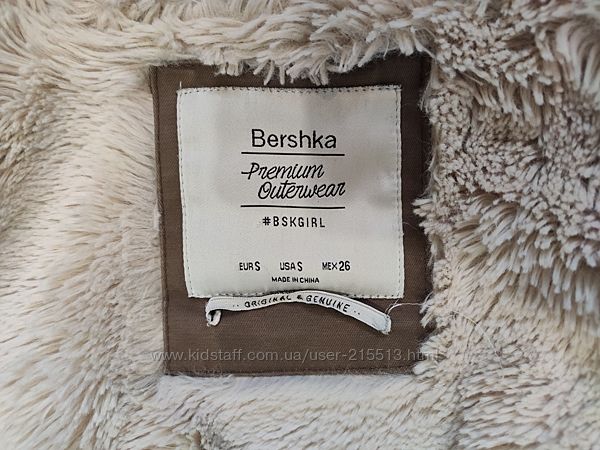 Bershka
Premium
Outerwear
#BSKGIRL
EUR S USA S MEX 26
MADE IN CHINA
·· ORIGINAL & GENUINE ··
www.kidstaff.com.ua/user-215513.html